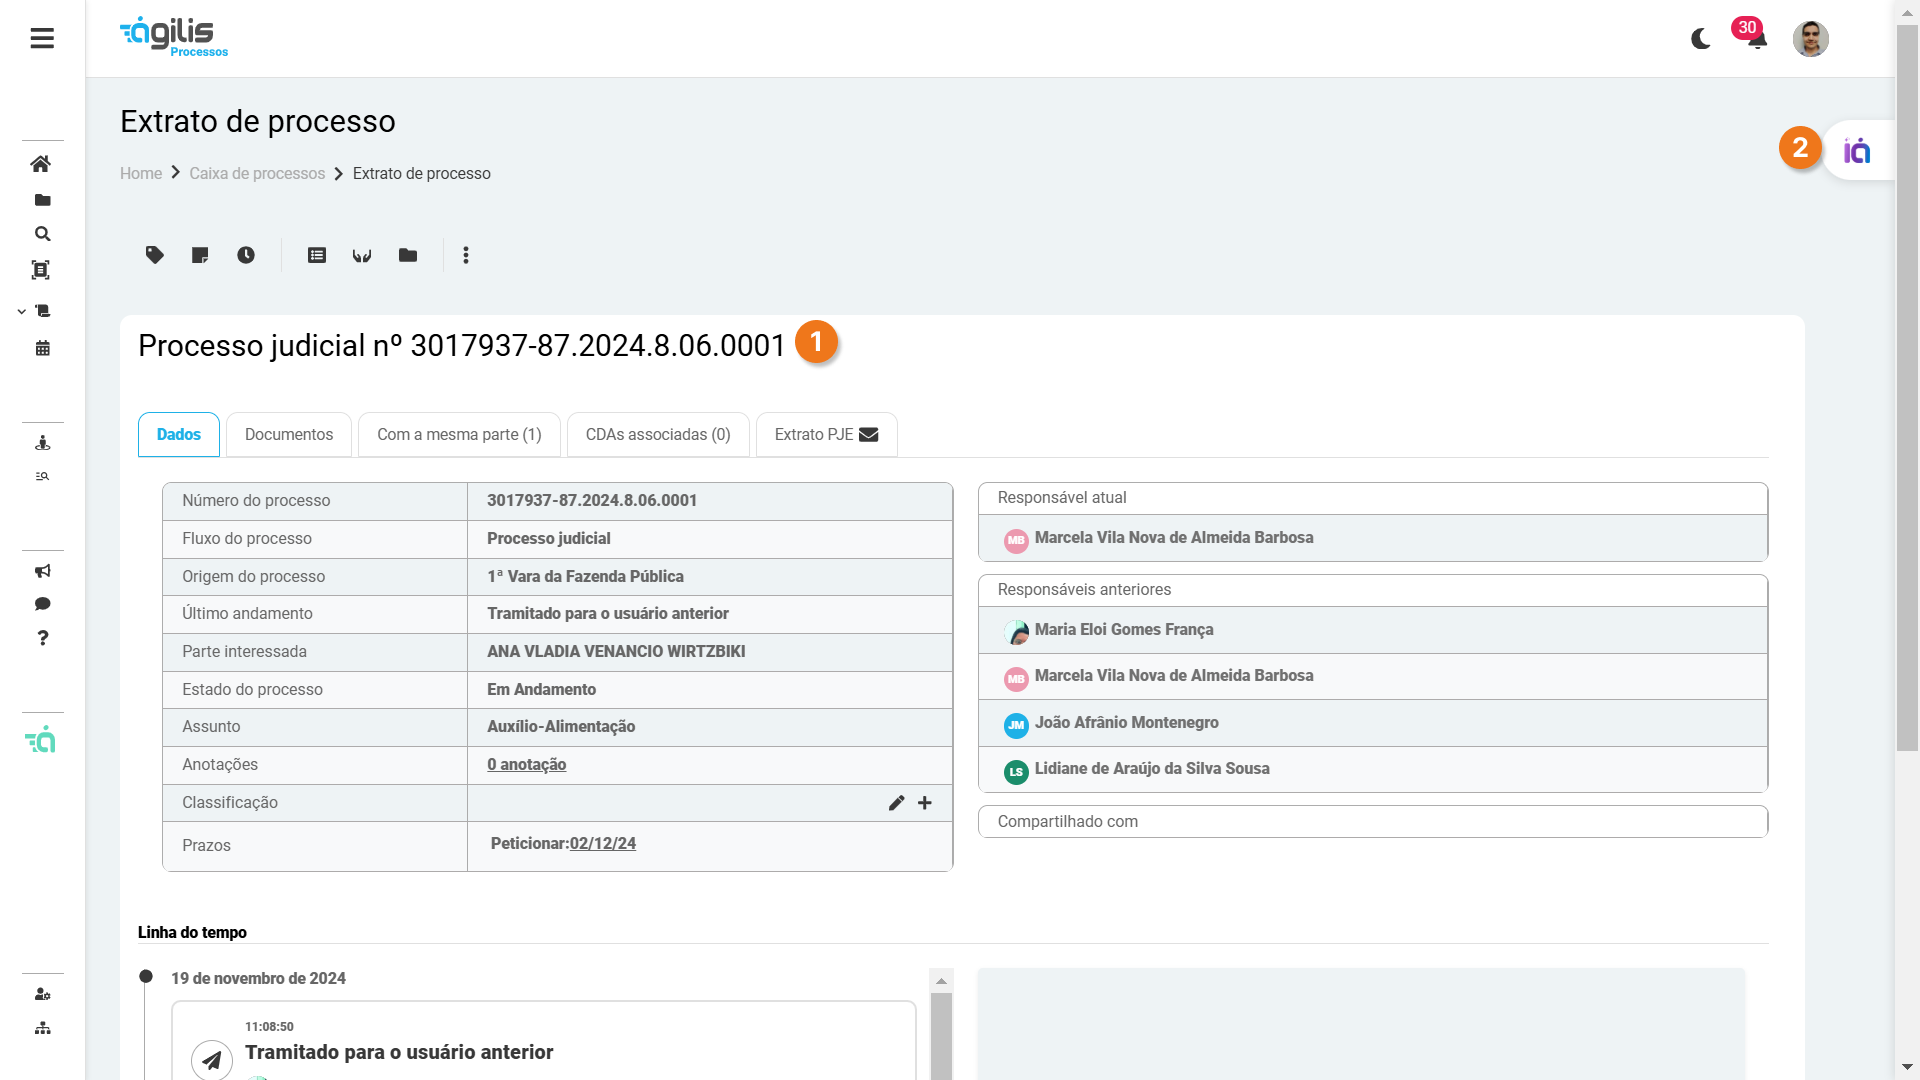 ágilis
Processos
30
Extrato de processo
Home
Caixa de processos
Extrato de processo
2
ia
Processo judicial nº 3017937-87.2024.8.06.0001
1
Dados
Documentos
Com a mesma parte (1)
CDAs associadas (0)
Extrato PJE
Número do processo
3017937-87.2024.8.06.0001
Fluxo do processo
Processo judicial
Origem do processo
1ª Vara da Fazenda Pública
Último andamento
Tramitado para o usuário anterior
Parte interessada
ANA VLADIA VENANCIO WIRTZBIKI
Estado do processo
Em Andamento
Assunto
Auxílio-Alimentação
Anotações
0 anotação
Classificação
Prazos
Peticionar:02/12/24
Responsável atual
MB
Marcela Vila Nova de Almeida Barbosa
Responsáveis anteriores
Maria Eloi Gomes França
MB
Marcela Vila Nova de Almeida Barbosa
JM
João Afrânio Montenegro
LS
Lidiane de Araújo da Silva Sousa
Compartilhado com
Linha do tempo
19 de novembro de 2024
11:08:50
Tramitado para o usuário anterior